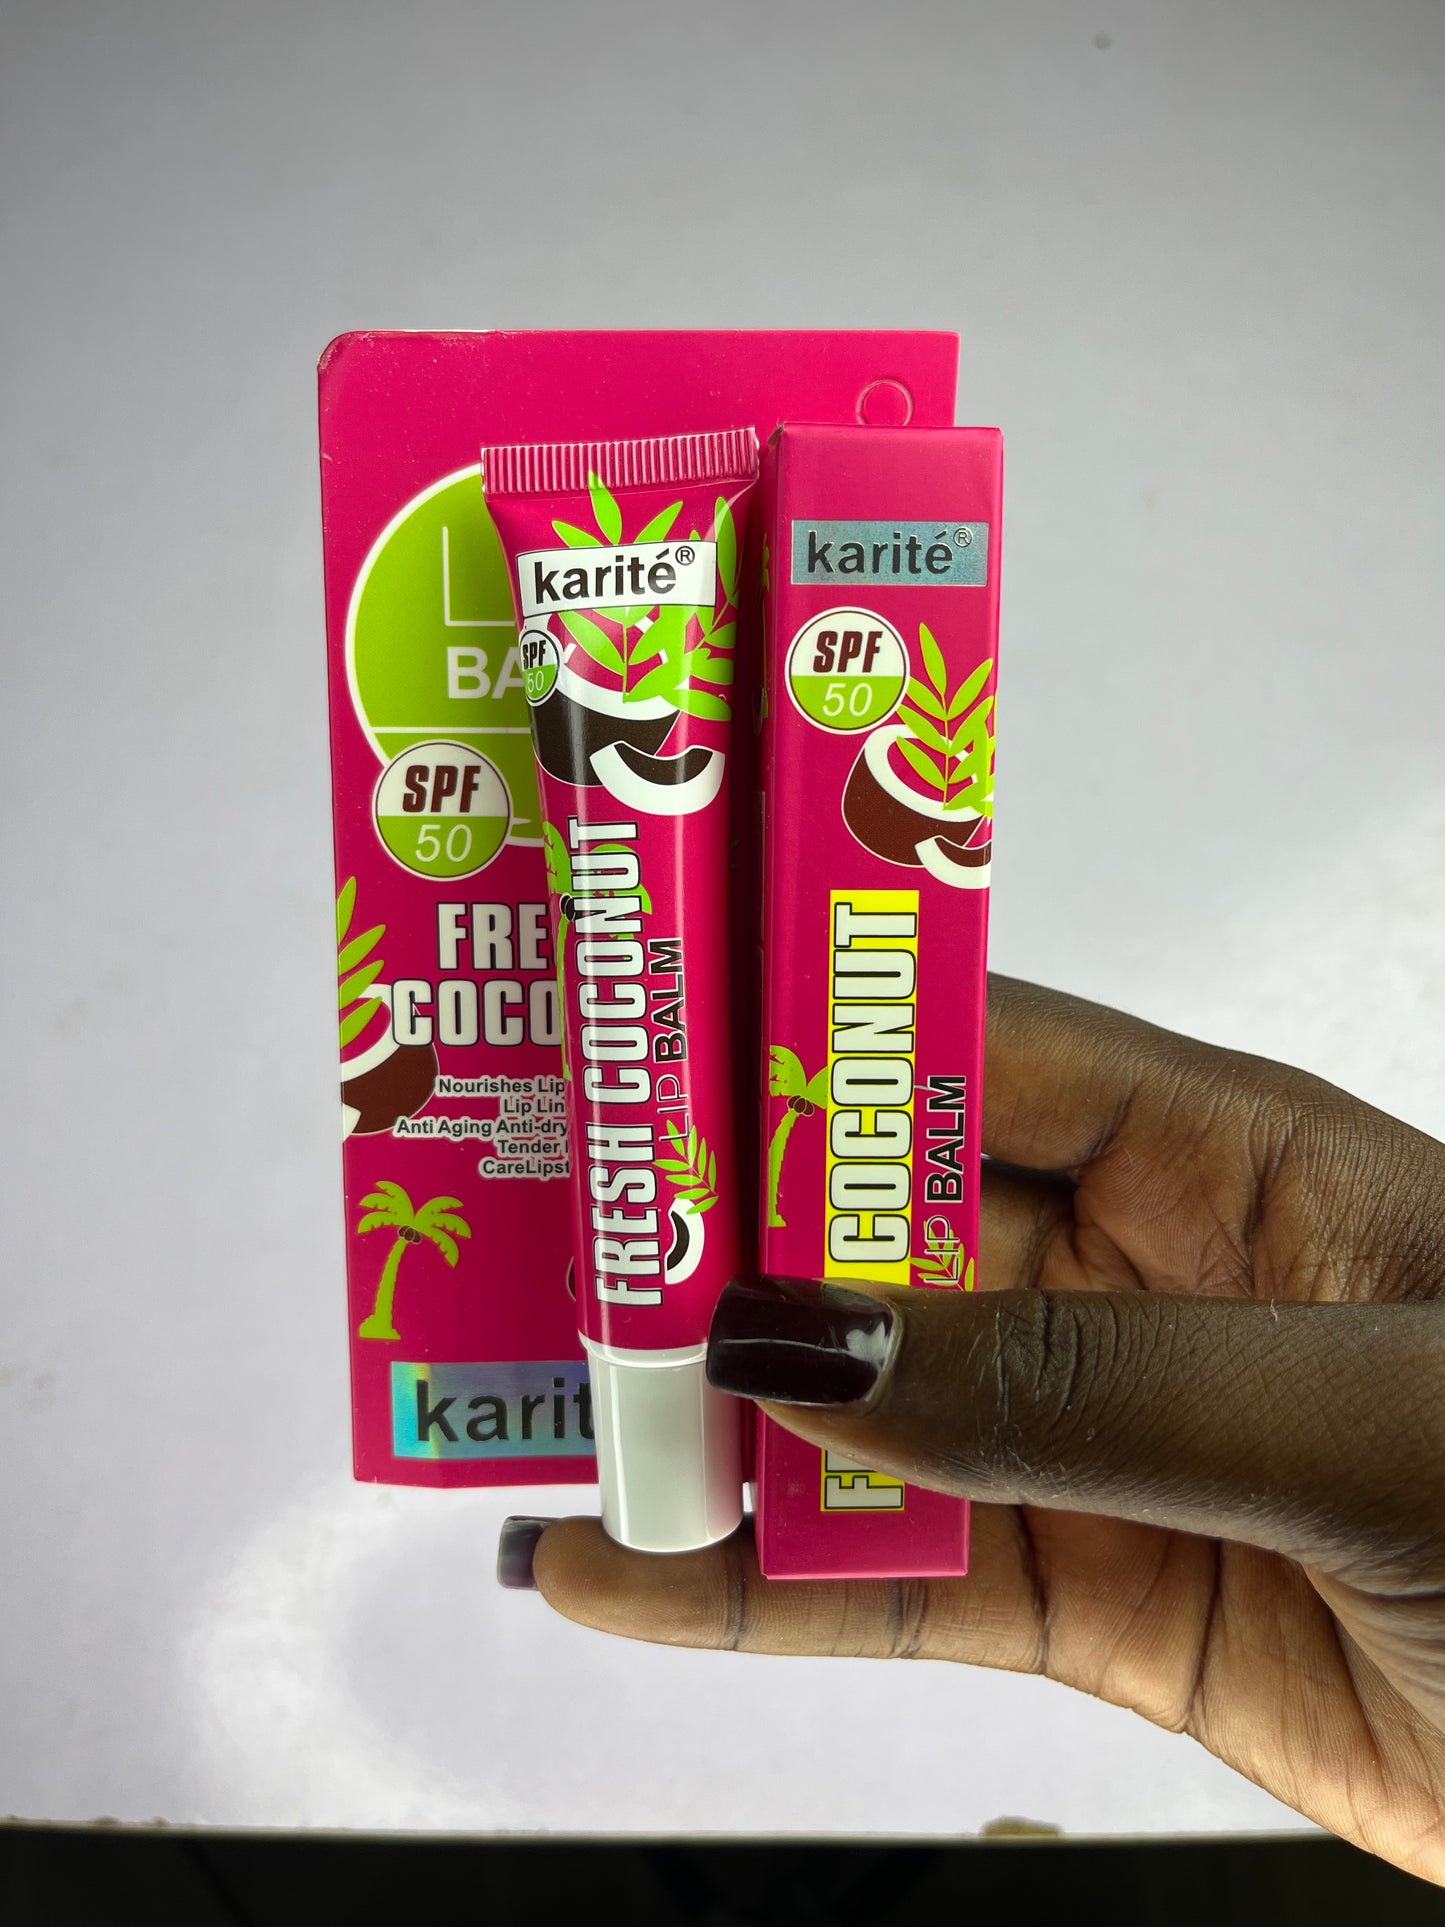 BA
SPF
50
FRE
COCO
Nourishes Lip
Lip Lin
Anti Aging Anti-dry
Tender
CareLipst
karit
karité®
SPF
50
FRESH COCONUT
LIP BALM
karité®
SPF
50
COCONUT
LIP BALM